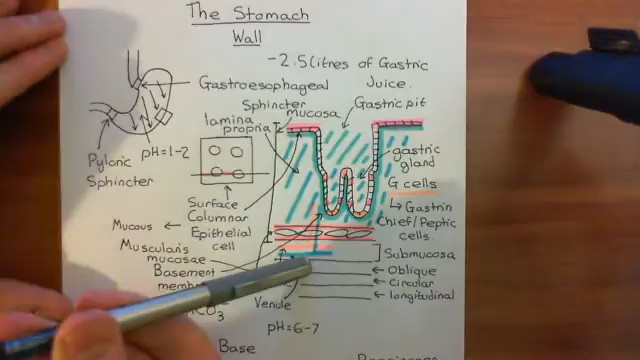 The Stomach
Wall
-2.5 Litres of Gastric
Juice.
Gastroesophageal
Sphincter
mucosa
Gastric pit
lamina
propria
pH=1-2
gastric
gland
G cells
↳ Gastrin
Pyloric
Sphincter
Surface
Columnar
Epithelial
cell
Mucous ←
Chief/Peptic
cells.
Muscularis
mucosae
Submucosa
Basement
← Oblique
← Circular
← longitudinal
Venule
pH=6-7
Base